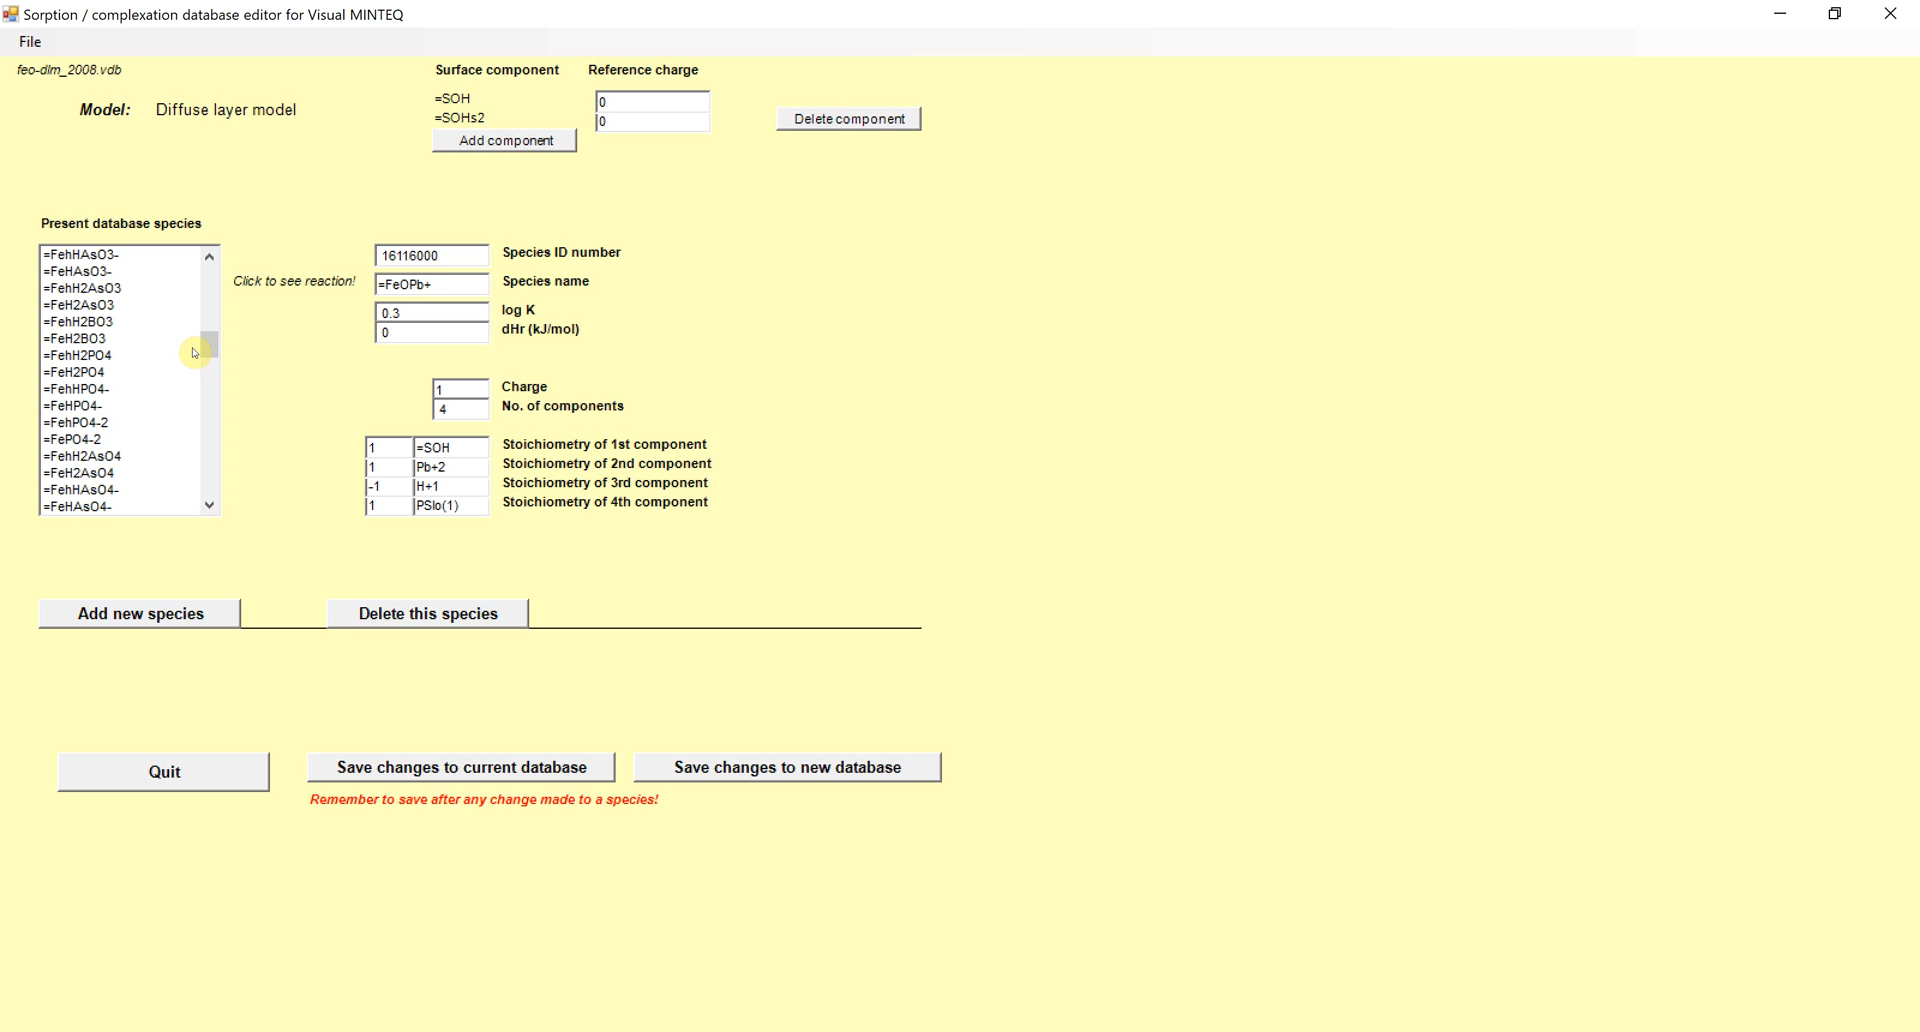 Sorption / complexation database editor for Visual MINTEQ
File
feo-dlm_2008.vdb
Surface component
Reference charge
Model:
Diffuse layer model
=SOH
0
=SOHs2
0
Delete component
Add component
Present database species
=FehHAsO3-
=FeHAsO3-
=FehH2AsO3
=FeH2AsO3
=FehH2BO3
=FeH2BO3
=FehH2PO4
=FeH2PO4
=FehHPO4-
=FeHPO4-
=FehPO4-2
=FePO4-2
=FehH2AsO4
=FeH2AsO4
=FehHAsO4-
=FeHAsO4-
Click to see reaction!
16116000 Species ID number
=FeOPb+ Species name
0.3 log K
0 dHr (kJ/mol)
1 Charge
4 No. of components
1 =SOH Stoichiometry of 1st component
1 Pb+2 Stoichiometry of 2nd component
-1 H+1 Stoichiometry of 3rd component
1 PSIo(1) Stoichiometry of 4th component
Add new species
Delete this species
Quit
Save changes to current database
Save changes to new database
Remember to save after any change made to a species!